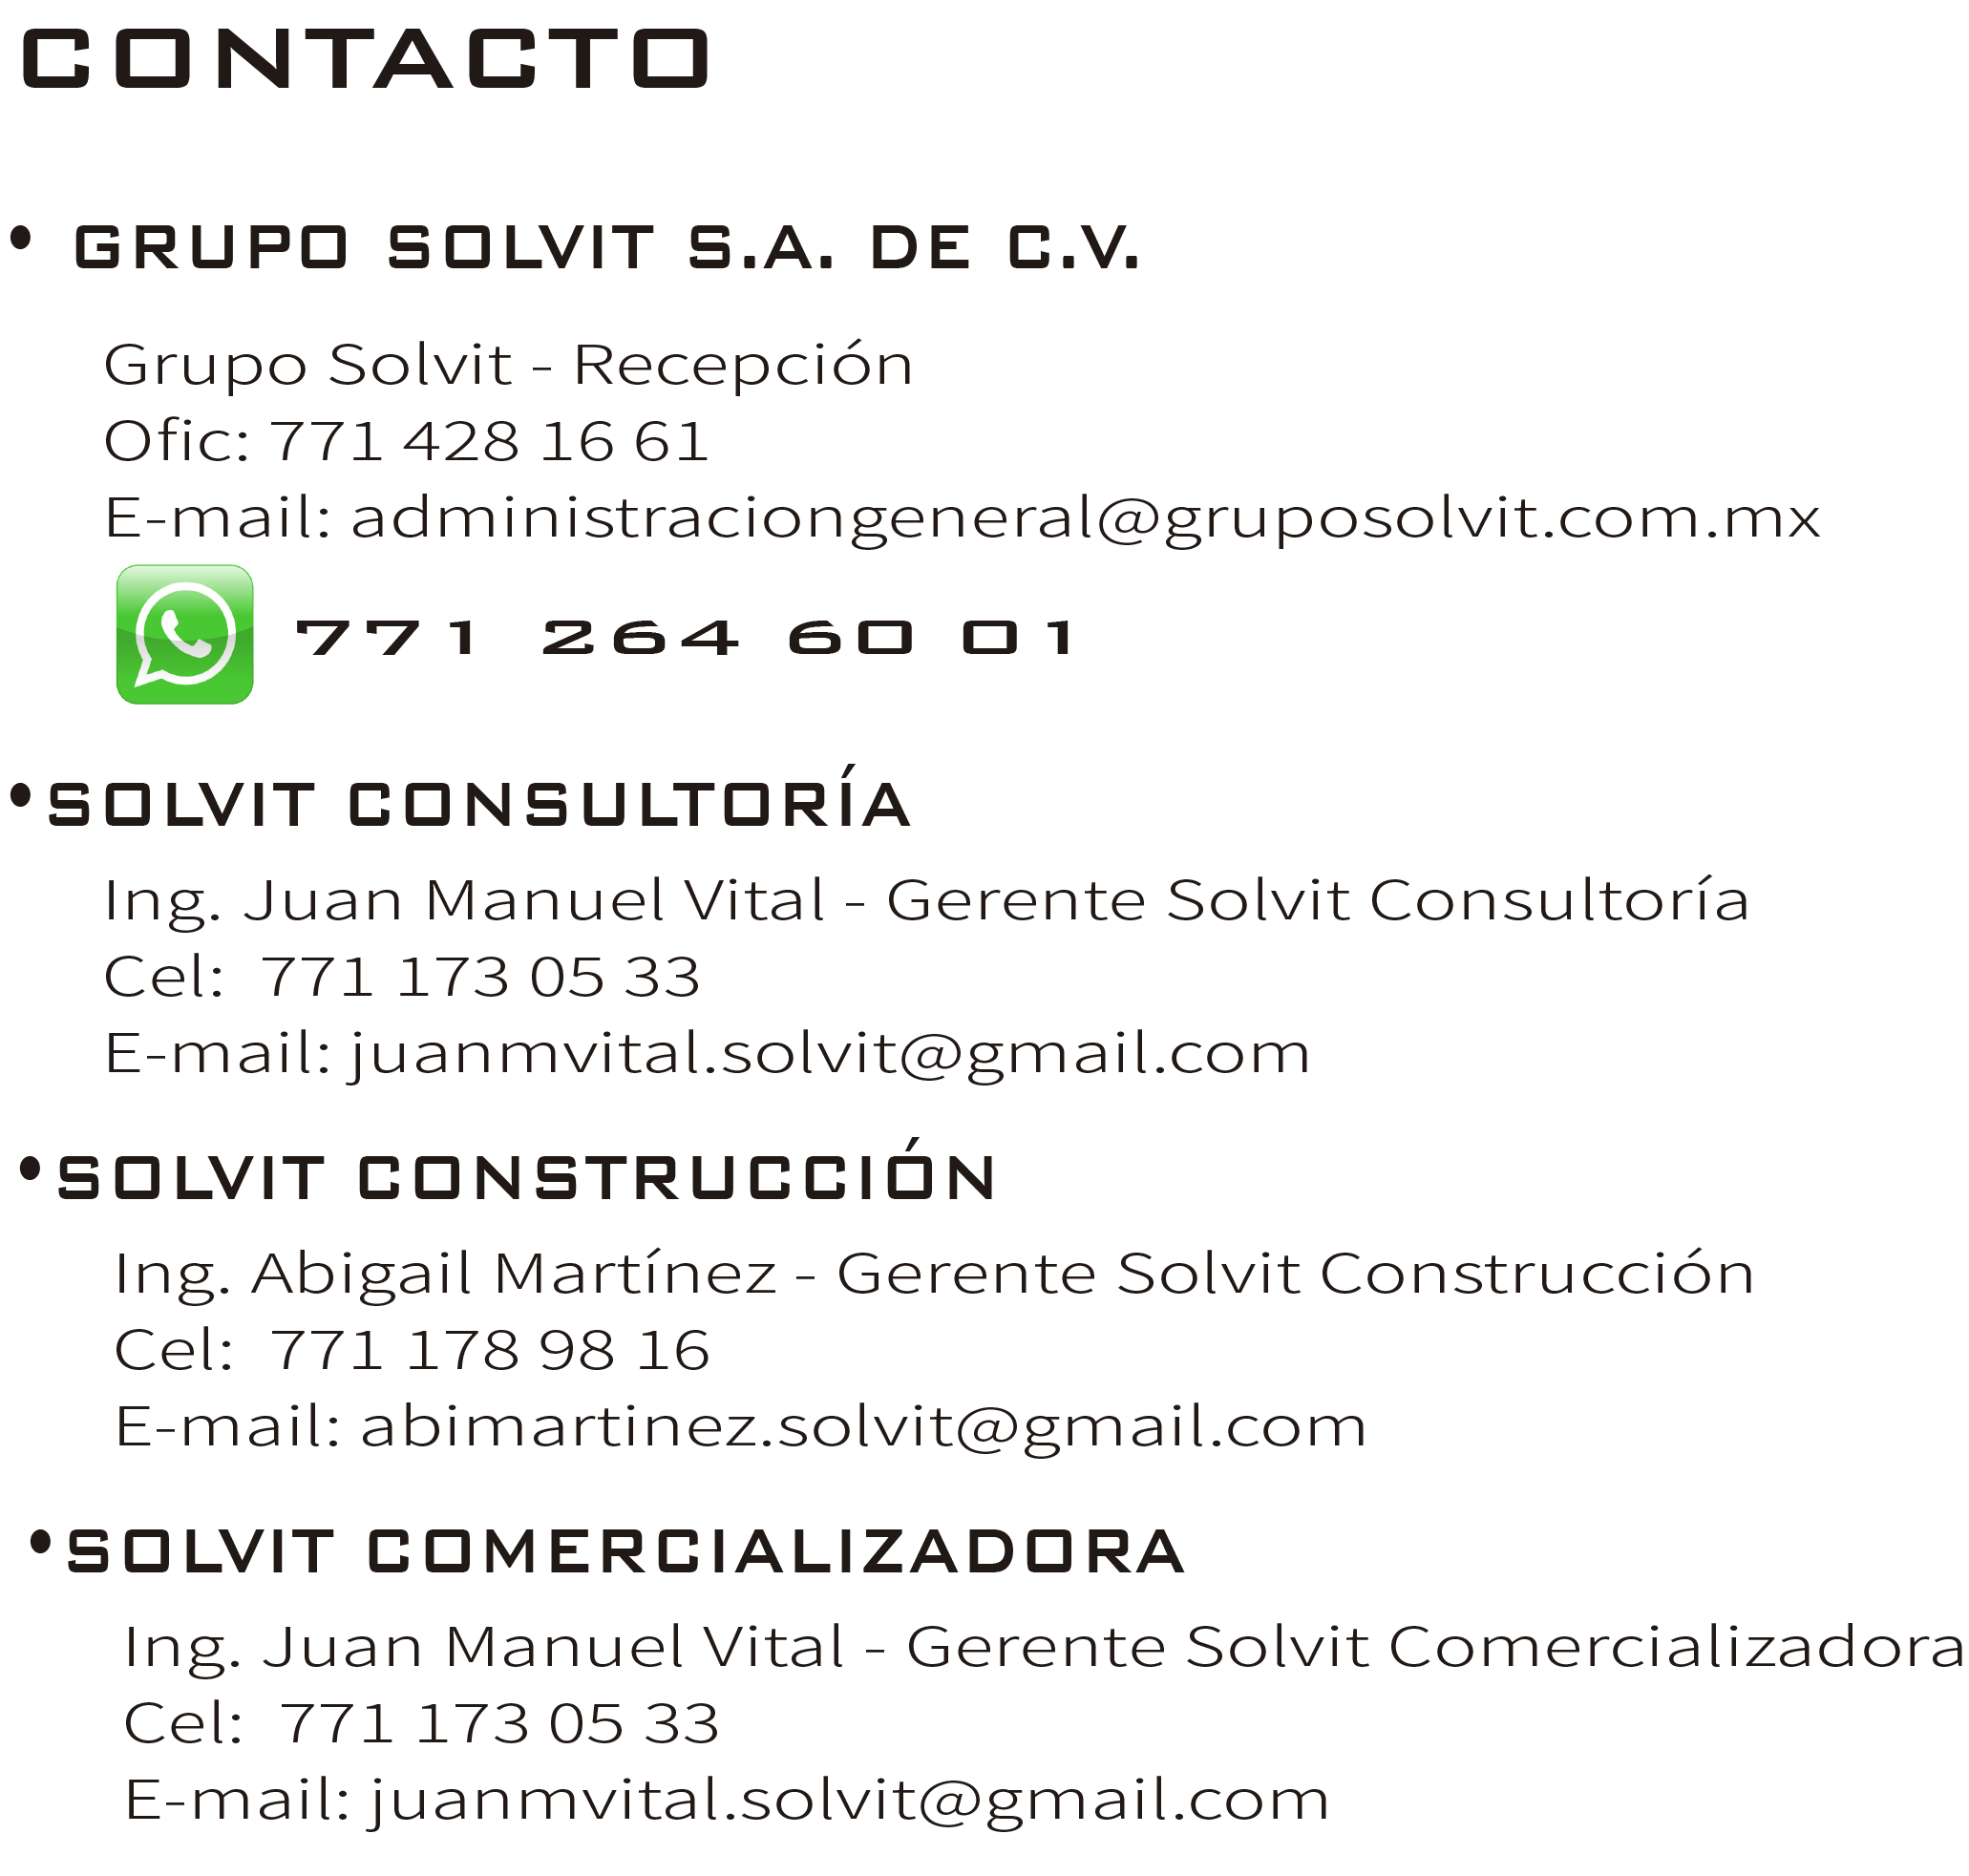 CONTACTO
• GRUPO SOLVIT S.A. DE C.V.
Grupo Solvit - Recepción
Ofic: 771 428 16 61
E-mail: administraciongeneral@gruposolvit.com.mx
771 264 60 01
•SOLVIT CONSULTORÍA
Ing. Juan Manuel Vital - Gerente Solvit Consultoría
Cel: 771 173 05 33
E-mail: juanmvital.solvit@gmail.com
•SOLVIT CONSTRUCCIÓN
Ing. Abigail Martínez - Gerente Solvit Construcción
Cel: 771 178 98 16
E-mail: abimartinez.solvit@gmail.com
•SOLVIT COMERCIALIZADORA
Ing. Juan Manuel Vital - Gerente Solvit Comercializadora
Cel: 771 173 05 33
E-mail: juanmvital.solvit@gmail.com